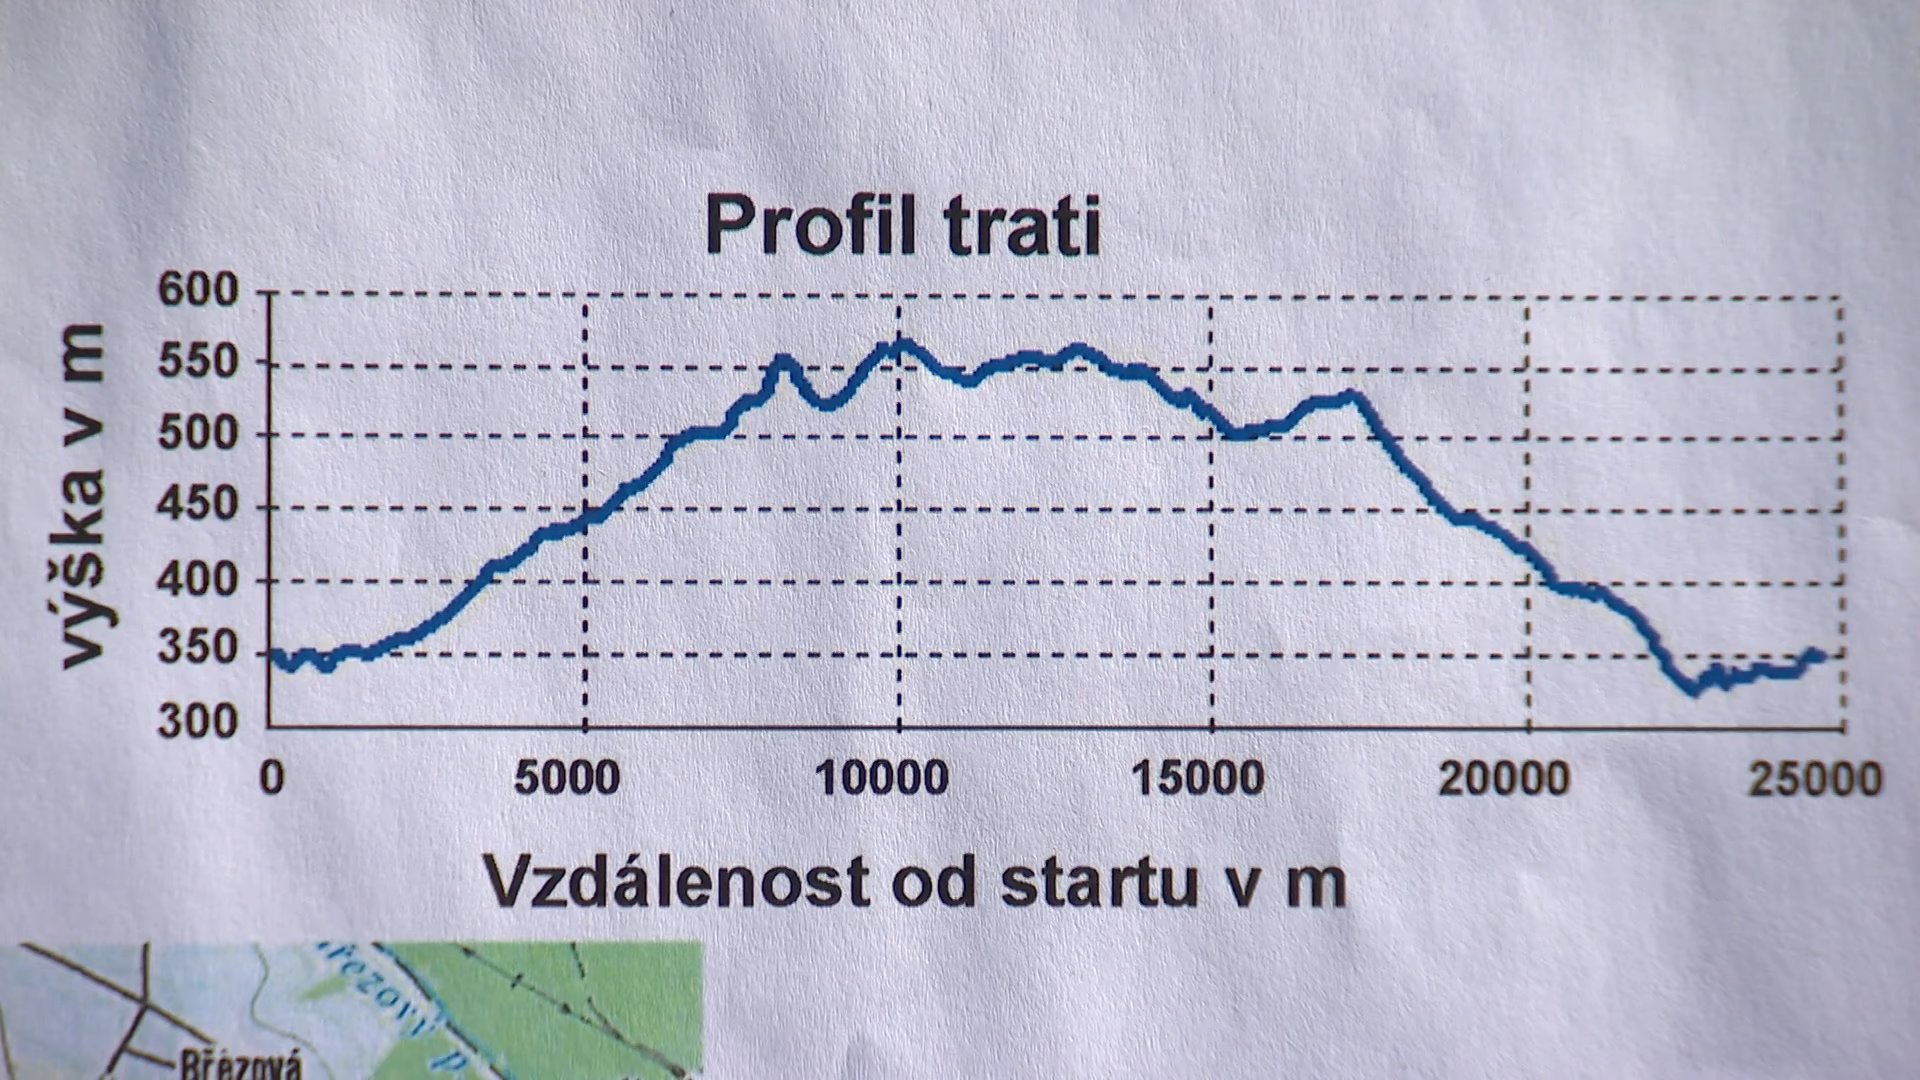 Profil trati
výška v m
600
550
500
450
400
350
300
0 5000 10000 15000 20000 25000
Vzdálenost od startu v m
Březová